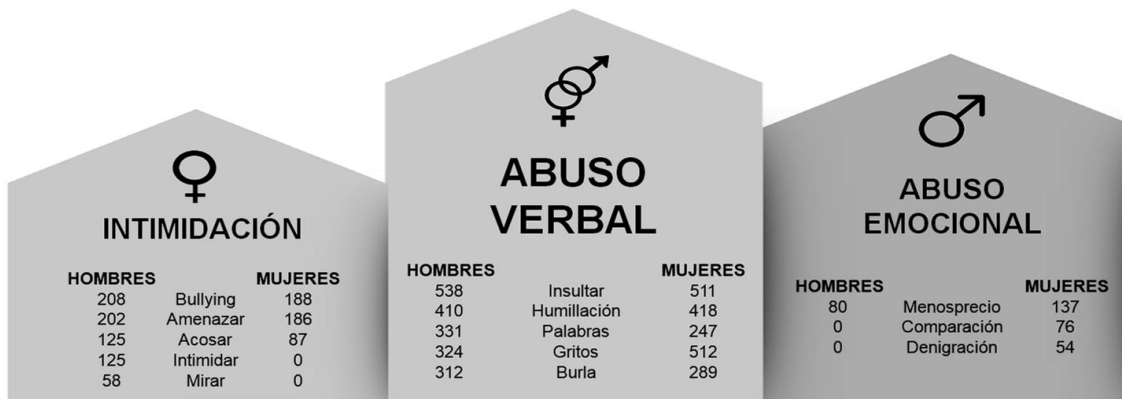 INTIMIDACIÓN
HOMBRES MUJERES
208 Bullying 188
202 Amenazar 186
125 Acosar 87
125 Intimidar 0
58 Mirar 0
ABUSO
VERBAL
HOMBRES MUJERES
538 Insultar 511
410 Humillación 418
331 Palabras 247
324 Gritos 512
312 Burla 289
ABUSO
EMOCIONAL
HOMBRES MUJERES
80 Menosprecio 137
0 Comparación 76
0 Denigración 54